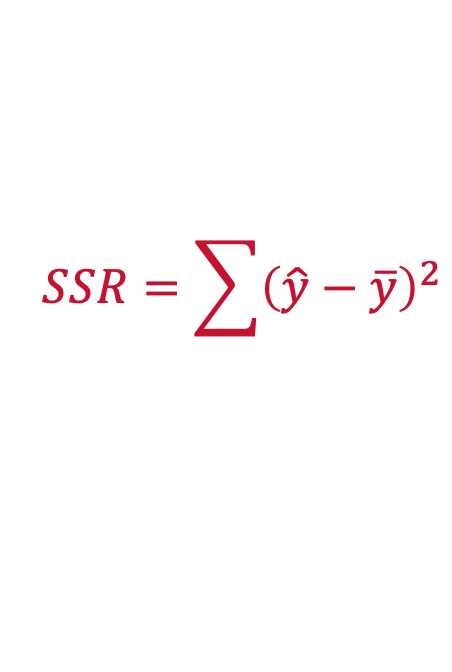 SSR = ∑(ŷ − ȳ)²